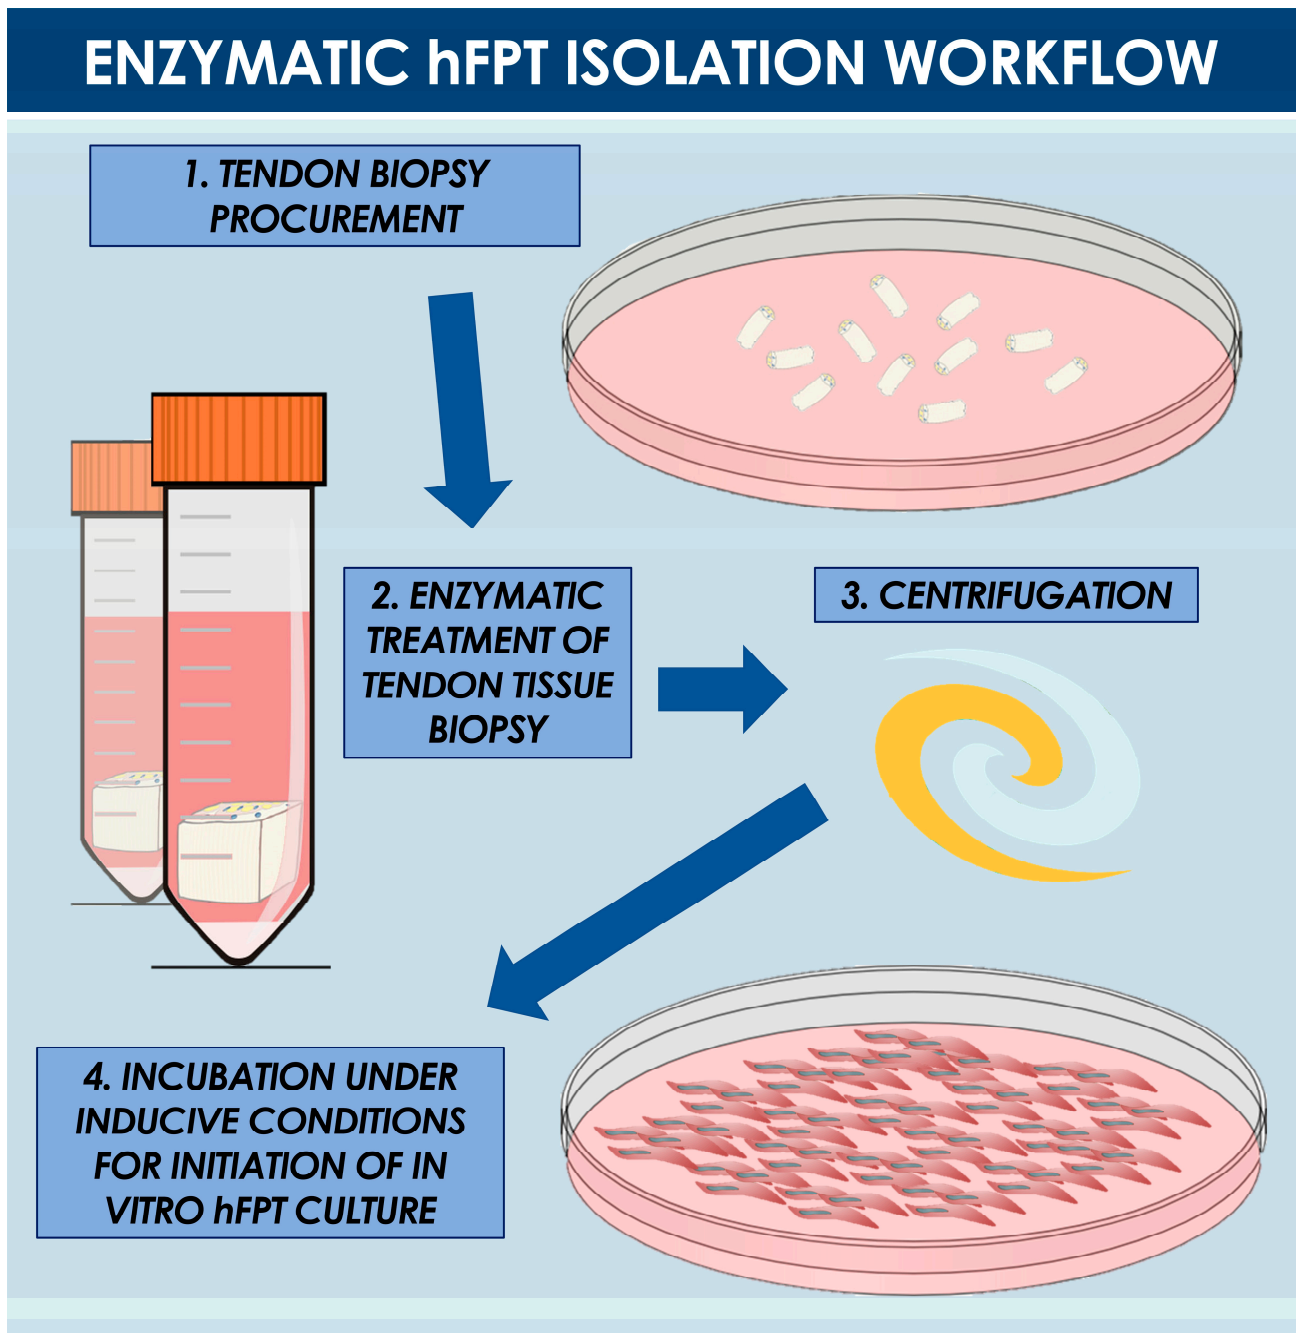 ENZYMATIC hFPT ISOLATION WORKFLOW
1. TENDON BIOPSY
PROCUREMENT
2. ENZYMATIC
TREATMENT OF
TENDON TISSUE
BIOPSY
3. CENTRIFUGATION
4. INCUBATION UNDER
INDUCIVE CONDITIONS
FOR INITIATION OF IN
VITRO hFPT CULTURE